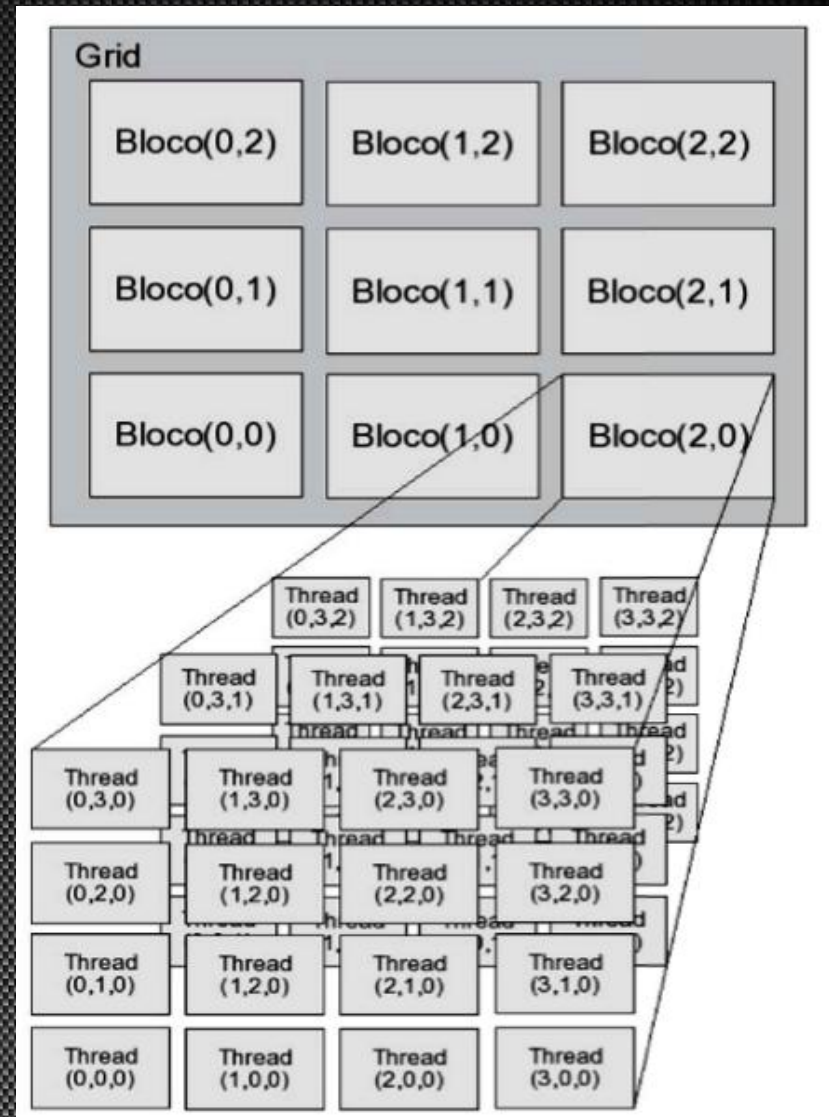 Grid
Bloco(0,2) Bloco(1,2) Bloco(2,2)
Bloco(0,1) Bloco(1,1) Bloco(2,1)
Bloco(0,0) Bloco(1,0) Bloco(2,0)
Thread Thread Thread Thread
(0,3,2) (1,3,2) (2,3,2) (3,3,2)
Thread Thread Thread Thread
(0,3,1) (1,3,1) (2,3,1) (3,3,1)
Thread Thread Thread Thread
(0,3,0) (1,3,0) (2,3,0) (3,3,0)
Thread Thread Thread Thread
(0,2,0) (1,2,0) (2,2,0) (3,2,0)
Thread Thread Thread Thread
(0,1,0) (1,2,0) (2,1,0) (3,1,0)
Thread Thread Thread Thread
(0,0,0) (1,0,0) (2,0,0) (3,0,0)